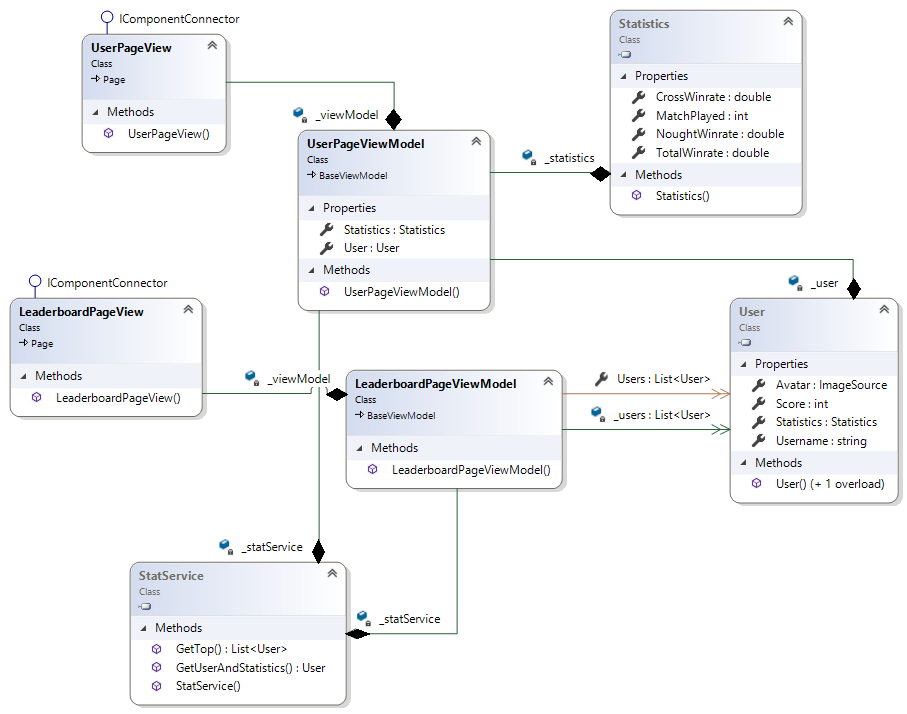 IComponentConnector
UserPageView
Class
Page
Methods
UserPageView()
_viewModel
UserPageViewModel
Class
BaseViewModel
Properties
Statistics : Statistics
User : User
Methods
UserPageViewModel()
_statistics
Statistics
Class
Properties
CrossWinrate : double
MatchPlayed : int
NoughtWinrate : double
TotalWinrate : double
Methods
Statistics()
_user
IComponentConnector
LeaderboardPageView
Class
Page
Methods
LeaderboardPageView()
_viewModel
LeaderboardPageViewModel
Class
BaseViewModel
Methods
LeaderboardPageViewModel()
Users : List<User>
_users : List<User>
User
Class
Properties
Avatar : ImageSource
Score : int
Statistics : Statistics
Username : string
Methods
User() (+ 1 overload)
_statService
StatService
Class
Methods
GetTop() : List<User>
GetUserAndStatistics() : User
StatService()
_statService